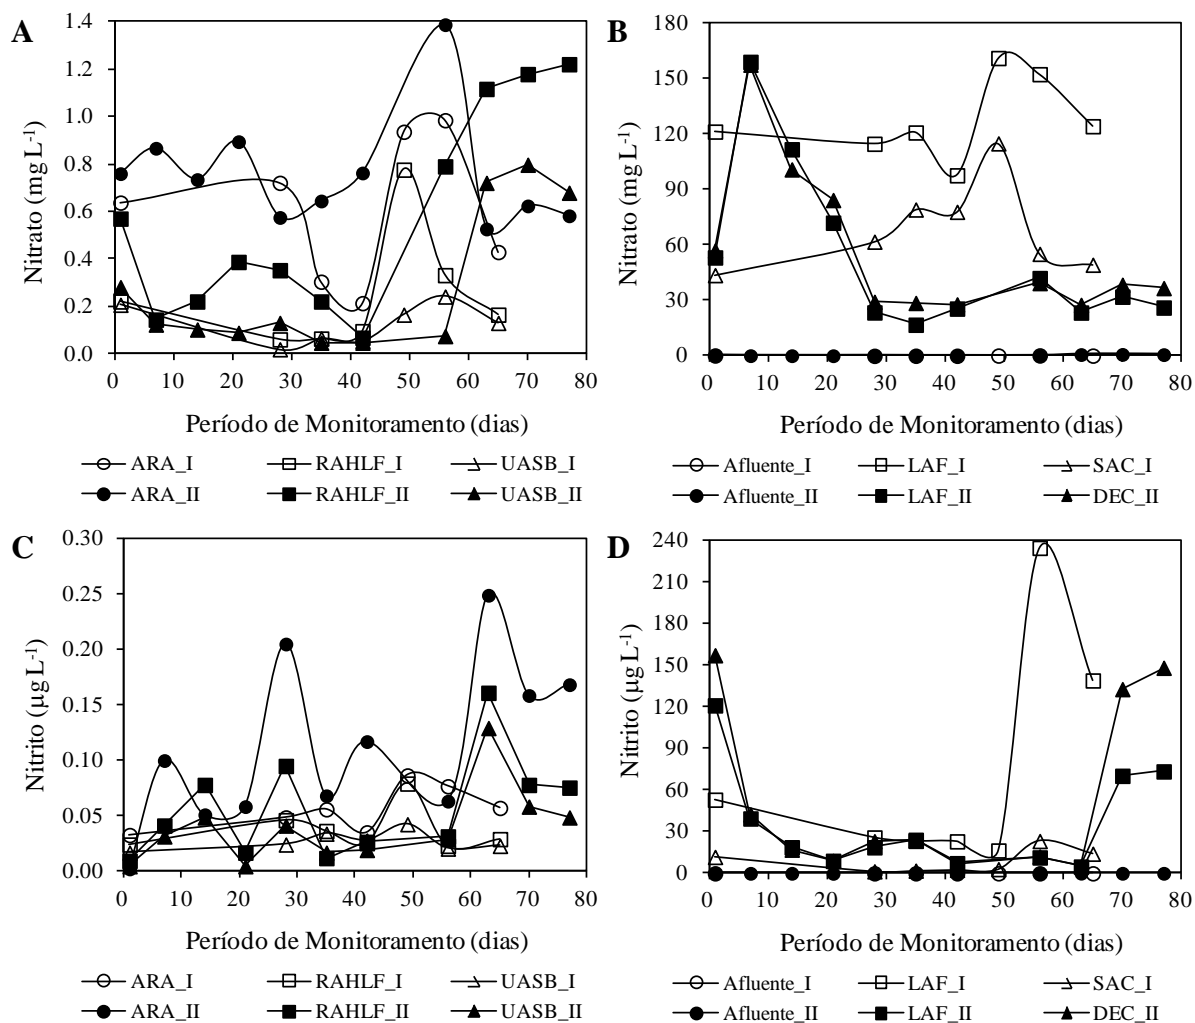 A
Nitrato (mg L-1)
1.4
1.2
1.0
0.8
0.6
0.4
0.2
0.0
0 10 20 30 40 50 60 70 80
Período de Monitoramento (dias)
ARA_I RAHLF_I UASB_I
ARA_II RAHLF_II UASB_II
B
Nitrato (mg L-1)
180
150
120
90
60
30
0
0 10 20 30 40 50 60 70 80
Período de Monitoramento (dias)
Afluente_I LAF_I SAC_I
Afluente_II LAF_II DEC_II
C
Nitrito (µg L-1)
0.30
0.25
0.20
0.15
0.10
0.05
0.00
0 10 20 30 40 50 60 70 80
Período de Monitoramento (dias)
ARA_I RAHLF_I UASB_I
ARA_II RAHLF_II UASB_II
D
Nitrito (µg L-1)
240
210
180
150
120
90
60
30
0
0 10 20 30 40 50 60 70 80
Período de Monitoramento (dias)
Afluente_I LAF_I SAC_I
Afluente_II LAF_II DEC_II